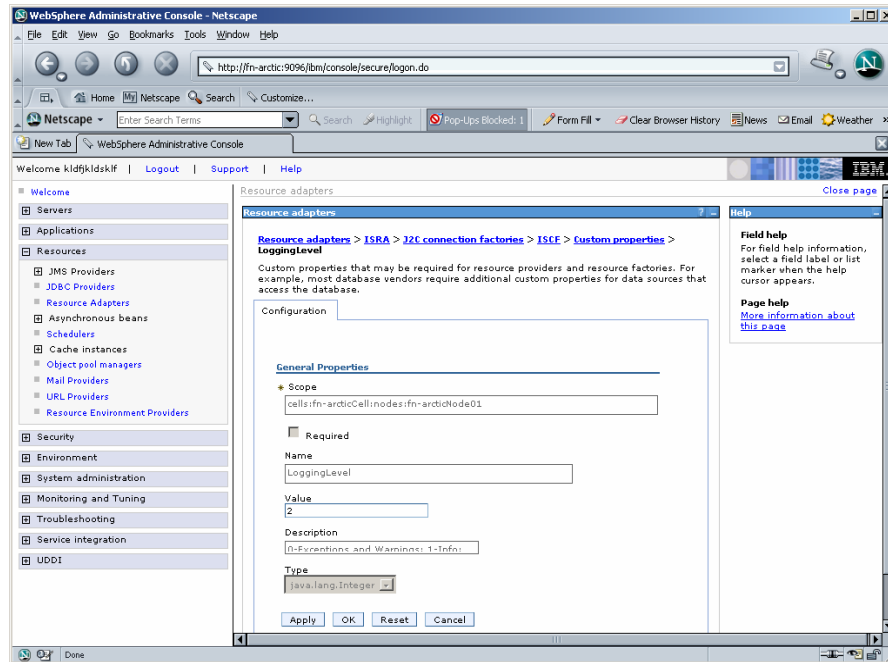 WebSphere Administrative Console - Netscape
File Edit View Go Bookmarks Tools Window Help
http://fn-arctic:9096/ibm/console/secure/logon.do
Home My Netscape Search Customize...
Netscape Enter Search Terms Search Highlight Pop-Ups Blocked: 1 Form Fill Clear Browser History News Email Weather
New Tab WebSphere Administrative Console
Welcome kldfjkldsklf | Logout | Support | Help IBM.
Welcome
Servers
Applications
Resources
JMS Providers
JDBC Providers
Resource Adapters
Asynchronous beans
Schedulers
Cache instances
Object pool managers
Mail Providers
URL Providers
Resource Environment Providers
Security
Environment
System administration
Monitoring and Tuning
Troubleshooting
Service integration
UDDI
Resource adapters Close page
Resource adapters ? -
Resource adapters > ISRA > J2C connection factories > ISCF > Custom properties >
LoggingLevel
Custom properties that may be required for resource providers and resource factories. For
example, most database vendors require additional custom properties for data sources that
access the database.
Configuration
General Properties
* Scope
cells:fn-arcticCell:nodes:fn-arcticNode01
Required
Name
LoggingLevel
Value
2
Description
0-Exceptions and Warnings; 1-Info;
Type
java.lang.Integer
Apply OK Reset Cancel
Help -
Field help
For field help information,
select a field label or list
marker when the help
cursor appears.
Page help
More information about
this page
Done